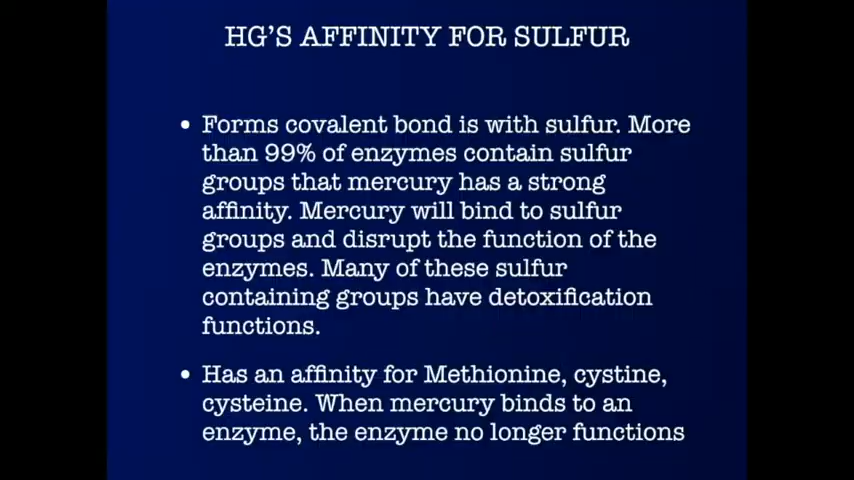 HG'S AFFINITY FOR SULFUR
• Forms covalent bond is with sulfur. More
than 99% of enzymes contain sulfur
groups that mercury has a strong
affinity. Mercury will bind to sulfur
groups and disrupt the function of the
enzymes. Many of these sulfur
containing groups have detoxification
functions.
• Has an affinity for Methionine, cystine,
cysteine. When mercury binds to an
enzyme, the enzyme no longer functions